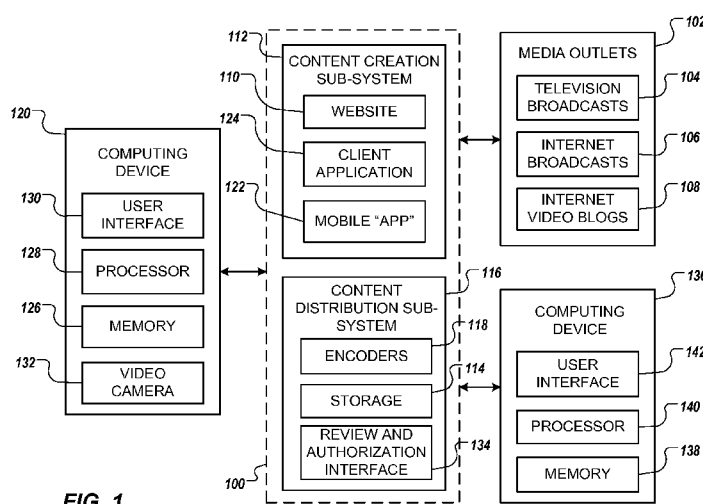 112
CONTENT CREATION
SUB-SYSTEM
110
WEBSITE
124
CLIENT
APPLICATION
122
MOBILE “APP”
120
COMPUTING
DEVICE
130
USER
INTERFACE
128
PROCESSOR
126
MEMORY
132
VIDEO
CAMERA
102
MEDIA OUTLETS
TELEVISION
BROADCASTS
104
INTERNET
BROADCASTS
106
INTERNET
VIDEO BLOGS
108
CONTENT
DISTRIBUTION SUB-
SYSTEM
116
ENCODERS
118
STORAGE
114
REVIEW AND
AUTHORIZATION
INTERFACE
134
100
136
COMPUTING
DEVICE
USER
INTERFACE
142
PROCESSOR
140
MEMORY
138
FIG. 1